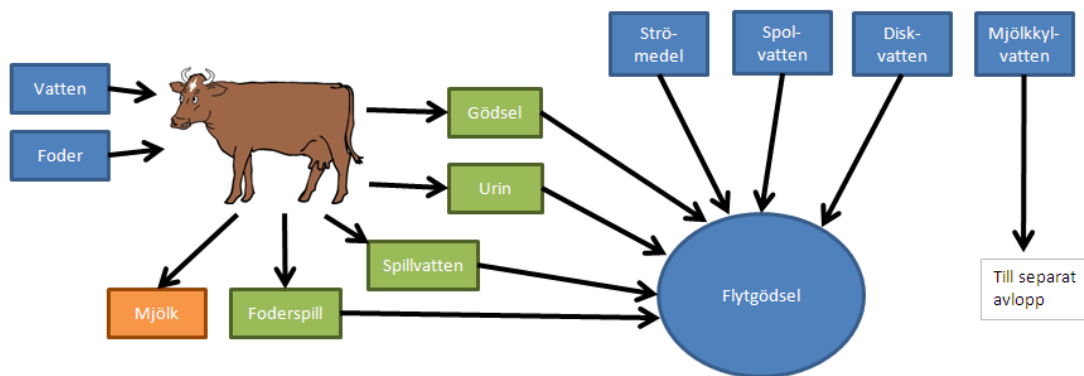 Strö-
medel
Spol-
vatten
Disk-
vatten
Mjölkkyl-
vatten
Vatten
Foder
Gödsel
Urin
Spillvatten
Mjölk
Foderspill
Flytgödsel
Till separat
avlopp